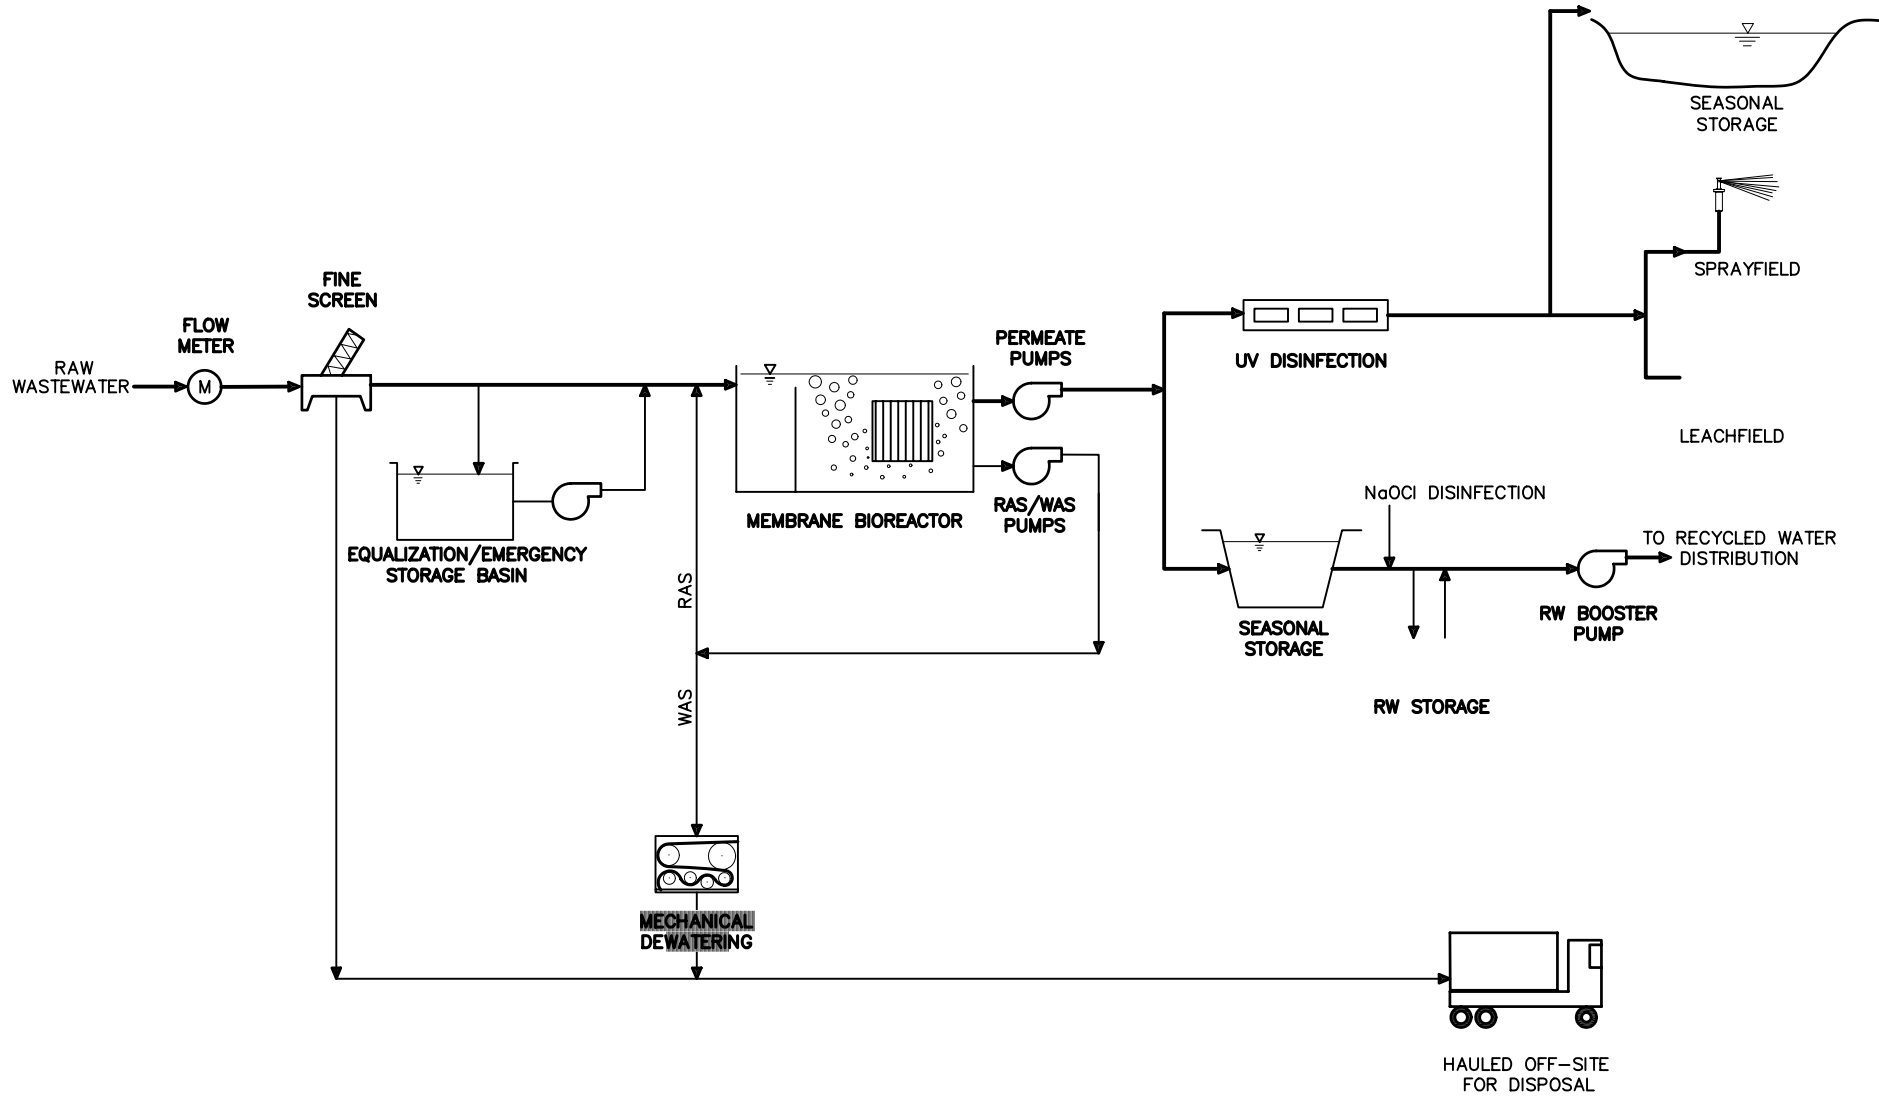 SEASONAL
STORAGE
SPRAYFIELD
FINE
SCREEN
FLOW
METER
RAW
WASTEWATER
M
PERMEATE
PUMPS
UV DISINFECTION
LEACHFIELD
MEMBRANE BIOREACTOR
RAS/WAS
PUMPS
NaOCl DISINFECTION
EQUALIZATION/EMERGENCY
STORAGE BASIN
TO RECYCLED WATER
DISTRIBUTION
RAS
SEASONAL
STORAGE
RW BOOSTER
PUMP
WAS
RW STORAGE
MECHANICAL
DEWATERING
HAULED OFF-SITE
FOR DISPOSAL